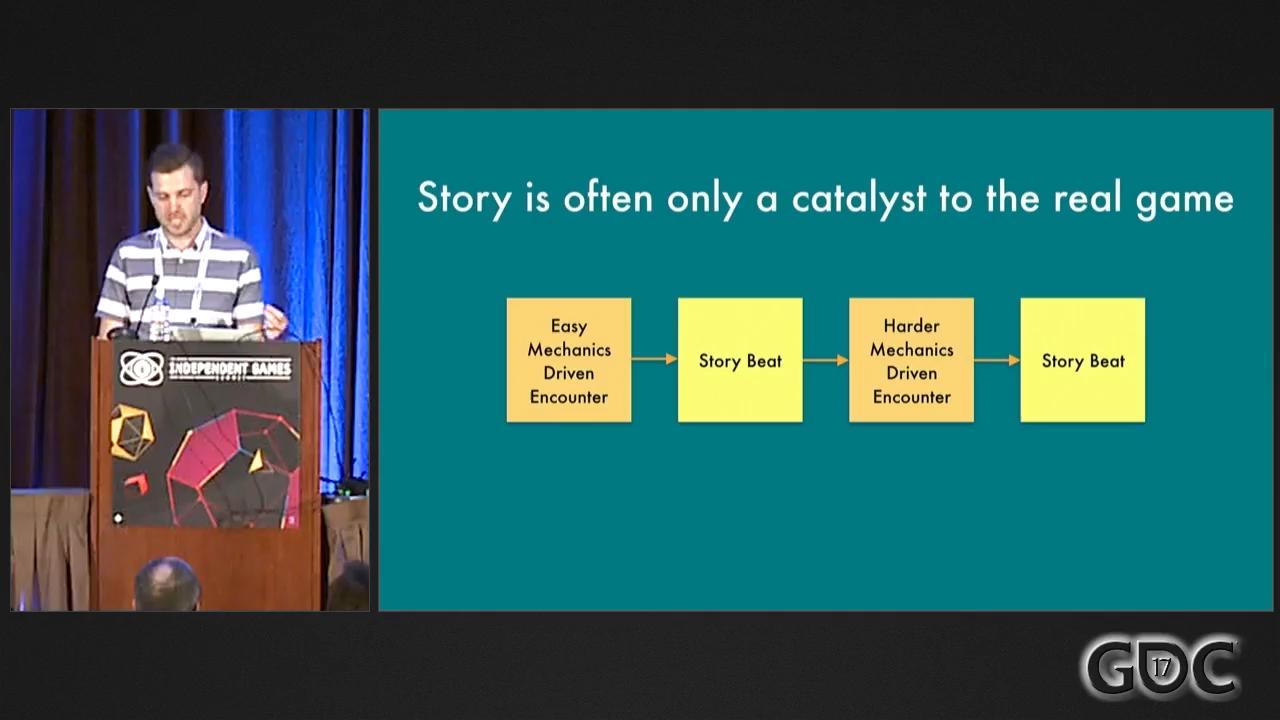 Story is often only a catalyst to the real game
Easy
Mechanics
Driven
Encounter
Story Beat
Harder
Mechanics
Driven
Encounter
Story Beat
INDEPENDENT GAMES
SUMMIT
GDC
17